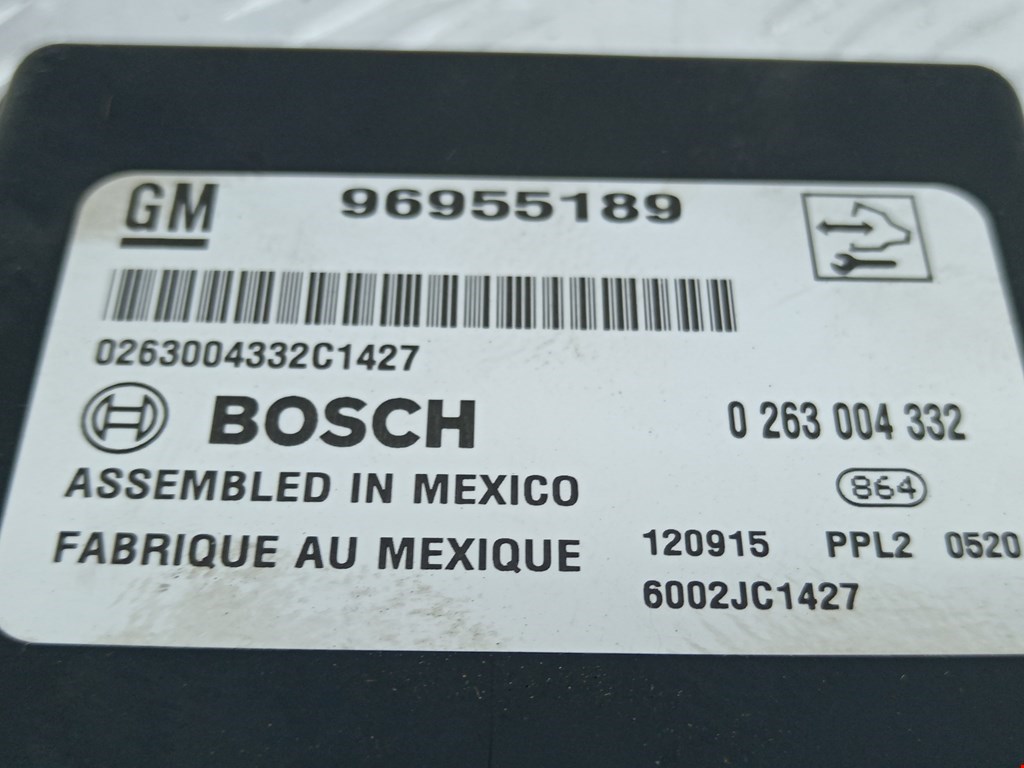 GM 96955189
0263004332C1427
BOSCH 0 263 004 332
ASSEMBLED IN MEXICO 864
FABRIQUE AU MEXIQUE 120915 PPL2 0520
6002JC1427